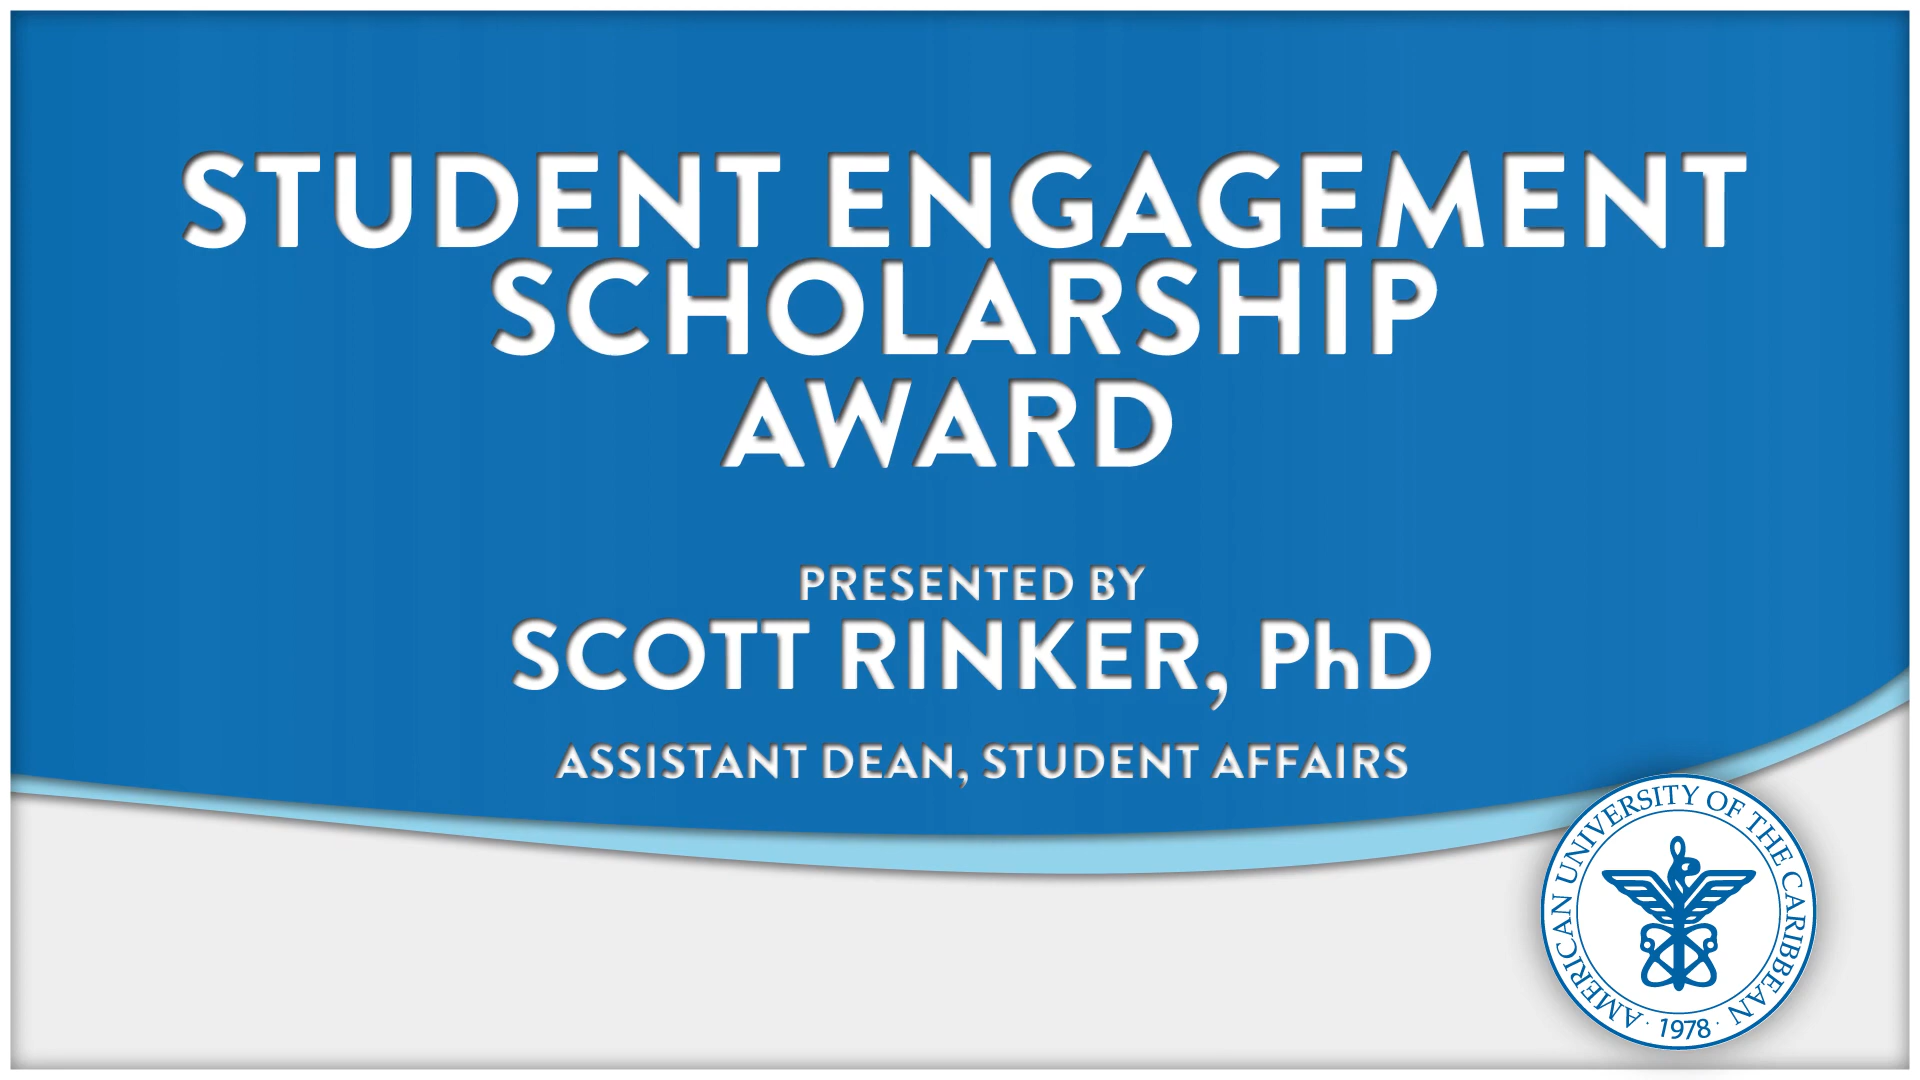 STUDENT ENGAGEMENT
SCHOLARSHIP
AWARD
PRESENTED BY
SCOTT RINKER, PhD
ASSISTANT DEAN, STUDENT AFFAIRS
AMERICAN UNIVERSITY OF THE CARIBBEAN
· 1978 ·